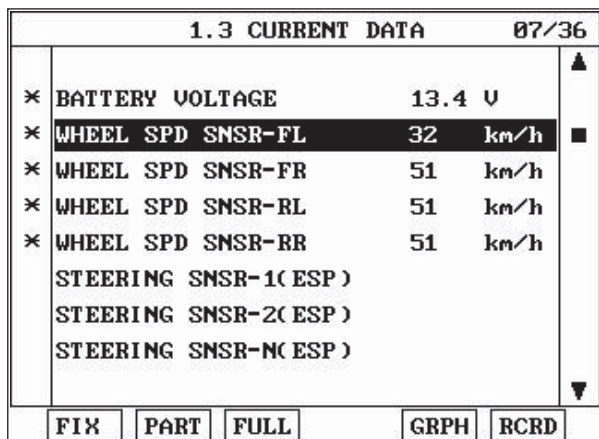 1.3 CURRENT DATA 07/36
* BATTERY VOLTAGE 13.4 V
* WHEEL SPD SNSR-FL 32 km/h
* WHEEL SPD SNSR-FR 51 km/h
* WHEEL SPD SNSR-RL 51 km/h
* WHEEL SPD SNSR-RR 51 km/h
STEERING SNSR-1(ESP)
STEERING SNSR-2(ESP)
STEERING SNSR-N(ESP)
FIX PART FULL GRPH RCRD